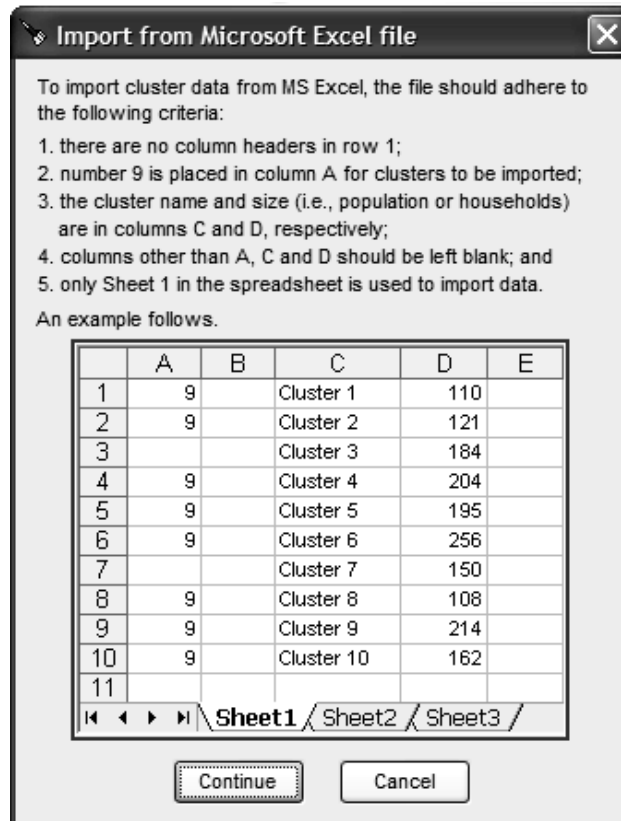 Import from Microsoft Excel file
To import cluster data from MS Excel, the file should adhere to
the following criteria:
1. there are no column headers in row 1;
2. number 9 is placed in column A for clusters to be imported;
3. the cluster name and size (i.e., population or households)
are in columns C and D, respectively;
4. columns other than A, C and D should be left blank; and
5. only Sheet 1 in the spreadsheet is used to import data.
An example follows.
A B C D E
1 9 Cluster 1 110
2 9 Cluster 2 121
3 Cluster 3 184
4 9 Cluster 4 204
5 9 Cluster 5 195
6 9 Cluster 6 256
7 Cluster 7 150
8 9 Cluster 8 108
9 9 Cluster 9 214
10 9 Cluster 10 162
11
Sheet1 / Sheet2 / Sheet3 /
Continue Cancel